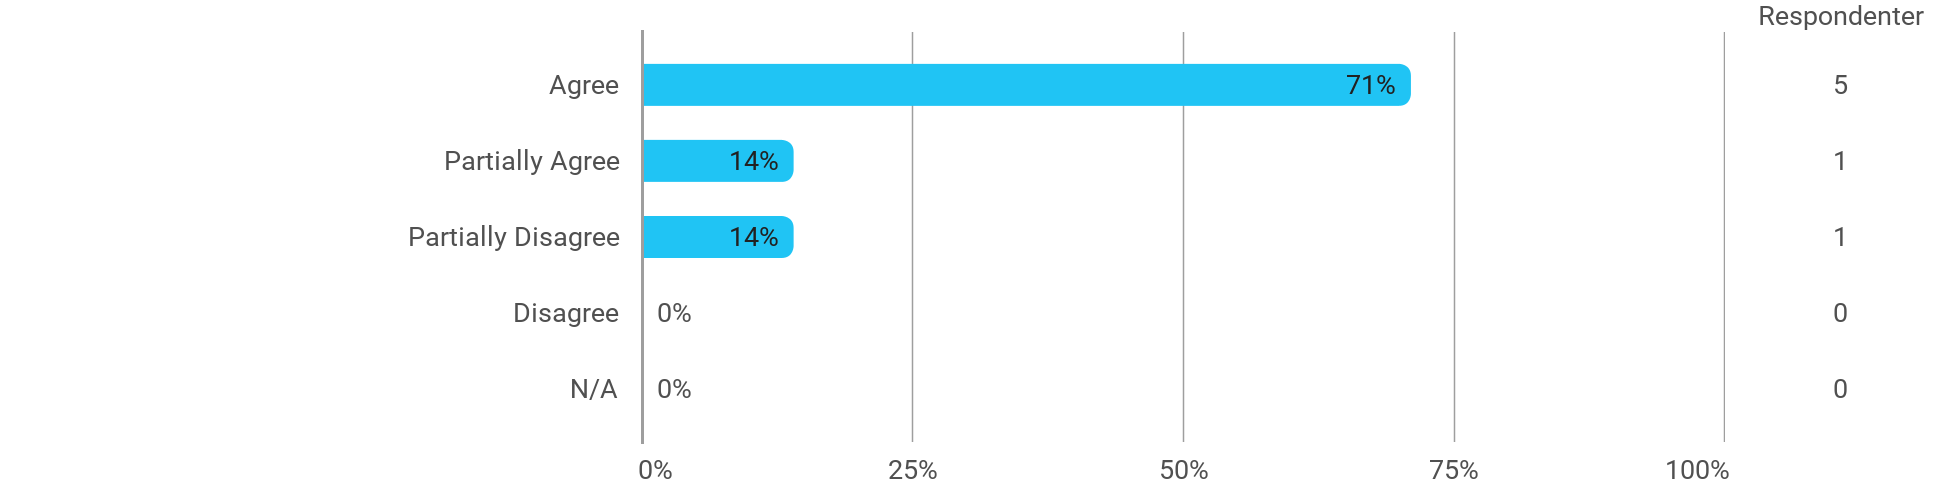 Respondenter
Agree 71% 5
Partially Agree 14% 1
Partially Disagree 14% 1
Disagree 0% 0
N/A 0% 0
0% 25% 50% 75% 100%